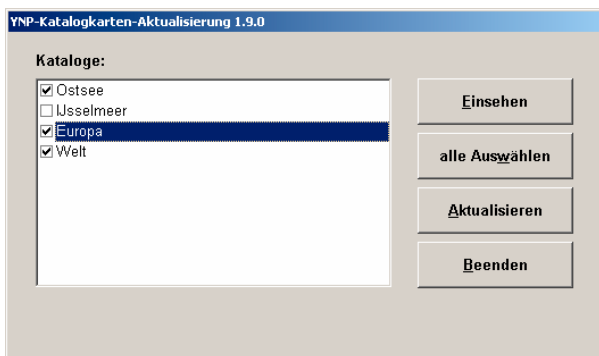 YNP-Katalogkarten-Aktualisierung 1.9.0
Kataloge:
Ostsee
IJsselmeer
Europa
Welt
Einsehen
alle Auswählen
Aktualisieren
Beenden